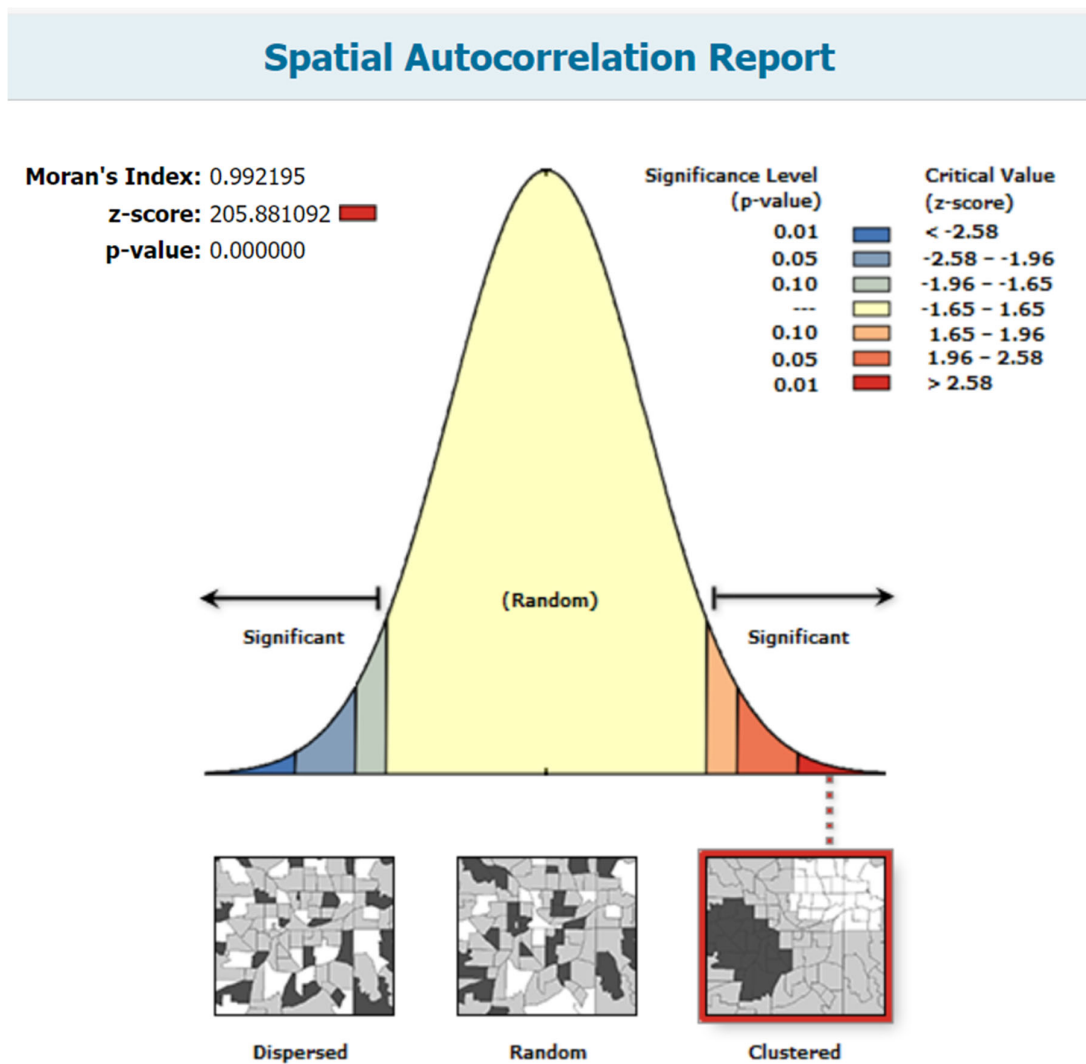 Spatial Autocorrelation Report
Moran's Index: 0.992195
z-score: 205.881092
p-value: 0.000000
Significance Level Critical Value
(p-value) (z-score)
0.01 < -2.58
0.05 -2.58 – -1.96
0.10 -1.96 – -1.65
--- -1.65 – 1.65
0.10 1.65 – 1.96
0.05 1.96 – 2.58
0.01 > 2.58
(Random)
Significant Significant
Dispersed Random Clustered